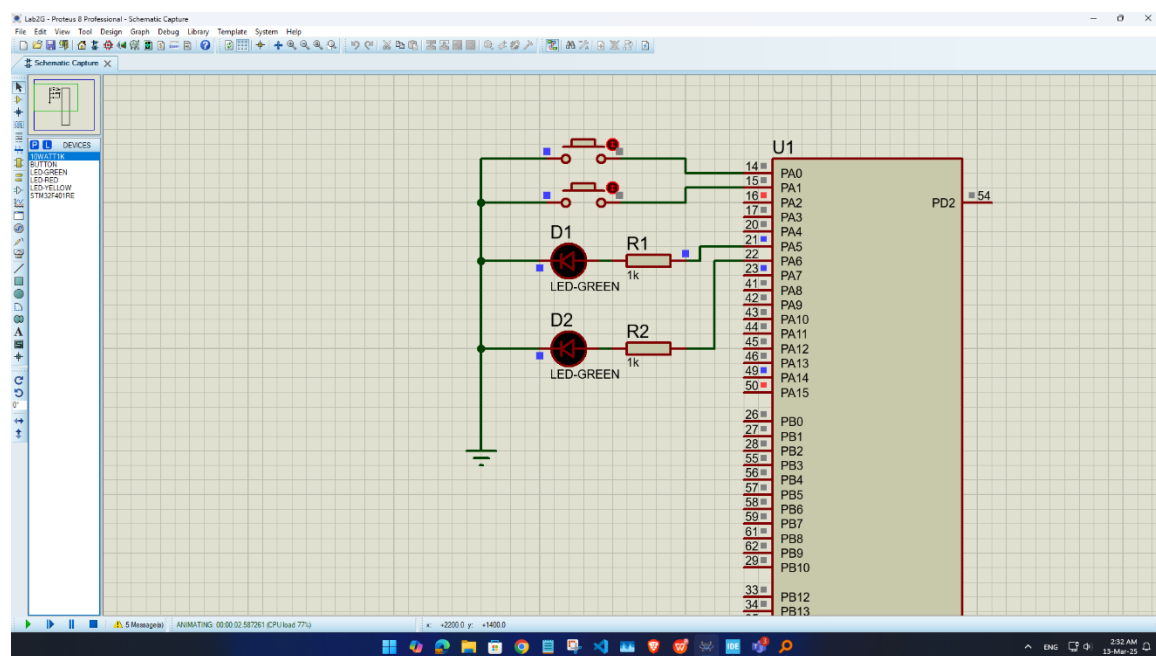 Lab2G - Proteus 8 Professional - Schematic Capture
File Edit View Tool Design Graph Debug Library Template System Help
Schematic Capture
P L DEVICES
10WATT1K
BUTTON
LED-GREEN
LED-RED
LED-YELLOW
STM32F401RE
0°
U1
14 PA0
15 PA1
16 PA2
17 PA3
20 PA4
21 PA5
22 PA6
23 PA7
41 PA8
42 PA9
43 PA10
44 PA11
45 PA12
46 PA13
49 PA14
50 PA15
26 PB0
27 PB1
28 PB2
55 PB3
56 PB4
57 PB5
58 PB6
59 PB7
61 PB8
62 PB9
29 PB10
33 PB12
34 PB13
PD2 54
D1
LED-GREEN
R1
1k
D2
LED-GREEN
R2
1k
5 Message(s) ANIMATING: 00:00:02.587261 (CPU load 77%) x: +2200.0 y: +1400.0
IDE
ENG
2:32 AM
13-Mar-25